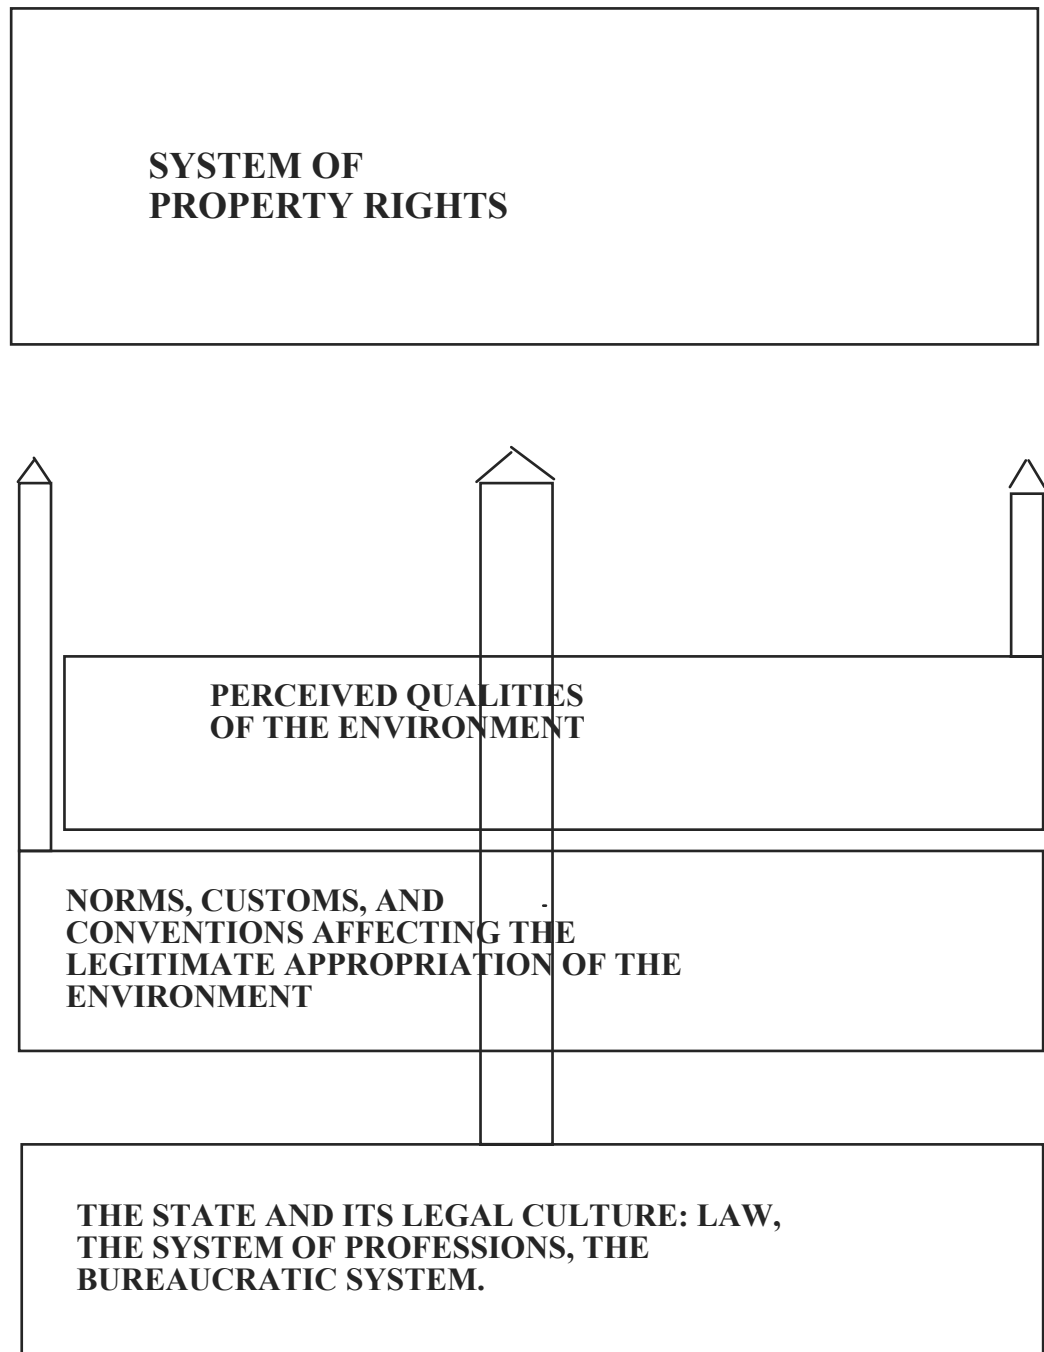 SYSTEM OF
PROPERTY RIGHTS
PERCEIVED QUALITIES
OF THE ENVIRONMENT
NORMS, CUSTOMS, AND
CONVENTIONS AFFECTING THE
LEGITIMATE APPROPRIATION OF THE
ENVIRONMENT
THE STATE AND ITS LEGAL CULTURE: LAW,
THE SYSTEM OF PROFESSIONS, THE
BUREAUCRATIC SYSTEM.